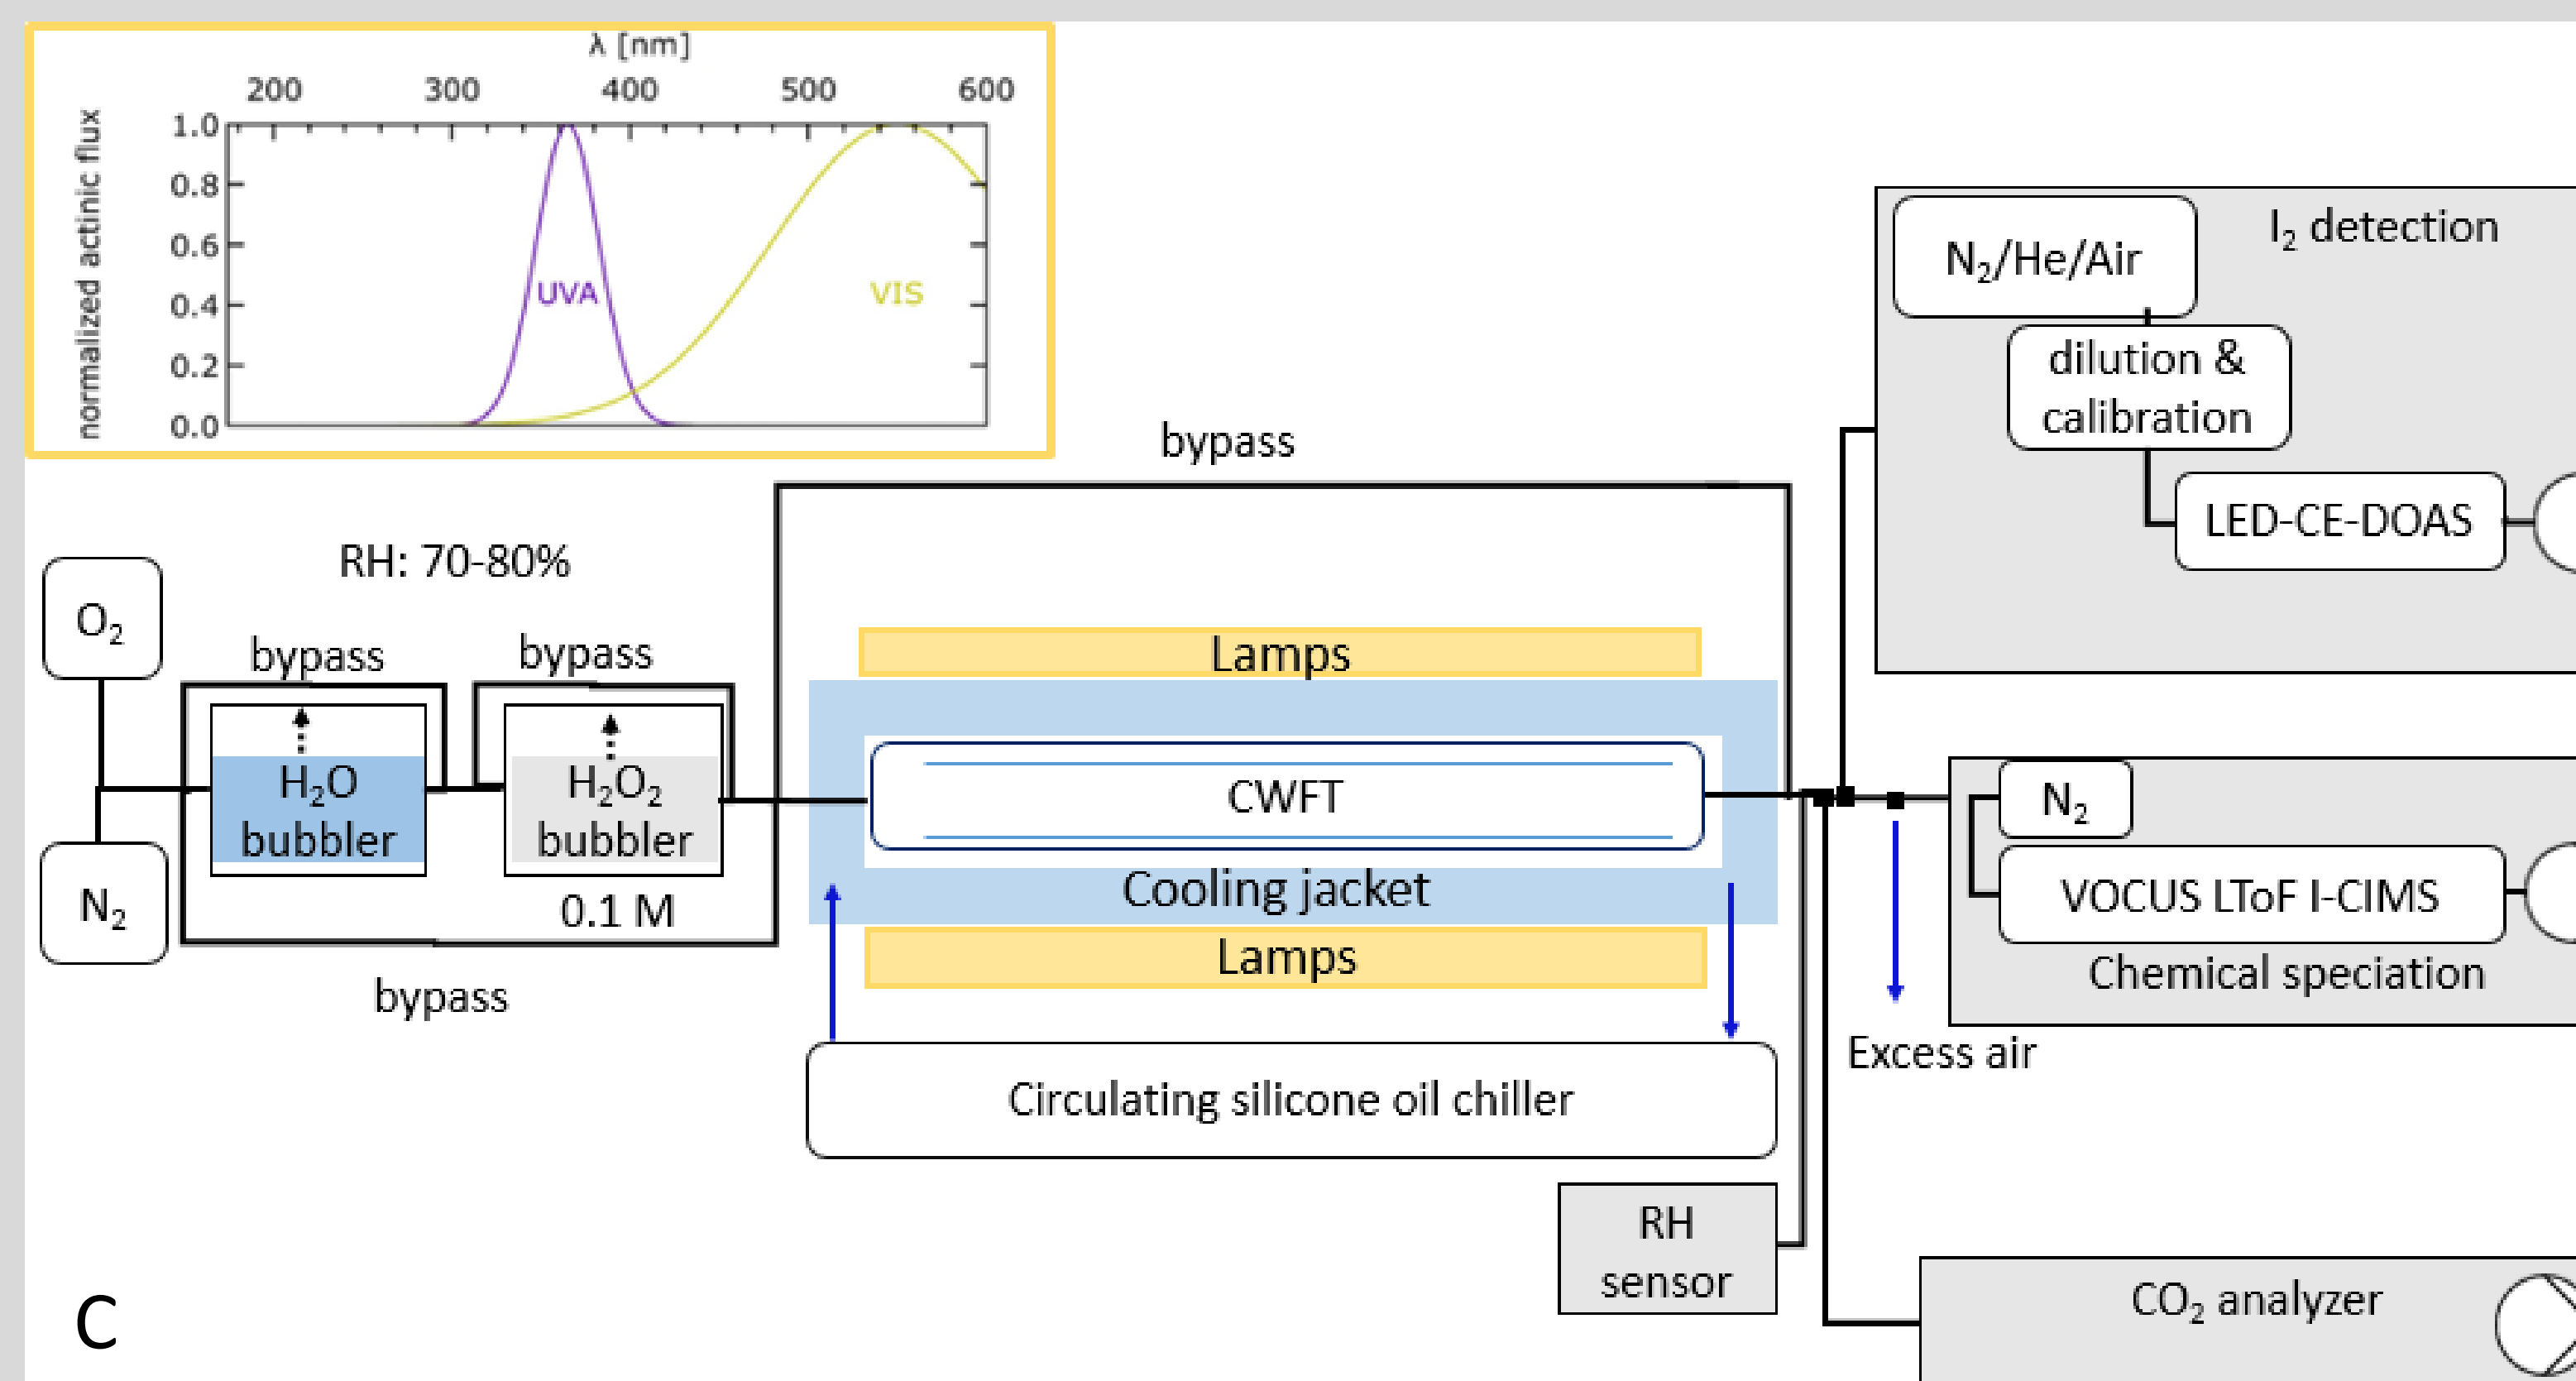 λ [nm]
200 300 400 500 600
normalized actinic flux
1.0
0.8
0.6
0.4
0.2
0.0
UVA
VIS
bypass
RH: 70-80%
O₂
N₂
bypass
bypass
H₂O
bubbler
H₂O₂
bubbler
0.1 M
bypass
Lamps
CWFT
Cooling jacket
Lamps
Circulating silicone oil chiller
RH
sensor
I₂ detection
N₂/He/Air
dilution &
calibration
LED-CE-DOAS
N₂
VOCUS LToF I-CIMS
Chemical speciation
Excess air
CO₂ analyzer
C